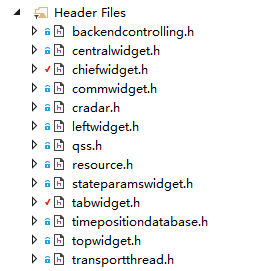 Header Files
backendcontrolling.h
centralwidget.h
chiefwidget.h
commwidget.h
cradar.h
leftwidget.h
qss.h
resource.h
stateparamswidget.h
tabwidget.h
timepositiondatabase.h
topwidget.h
transportthread.h